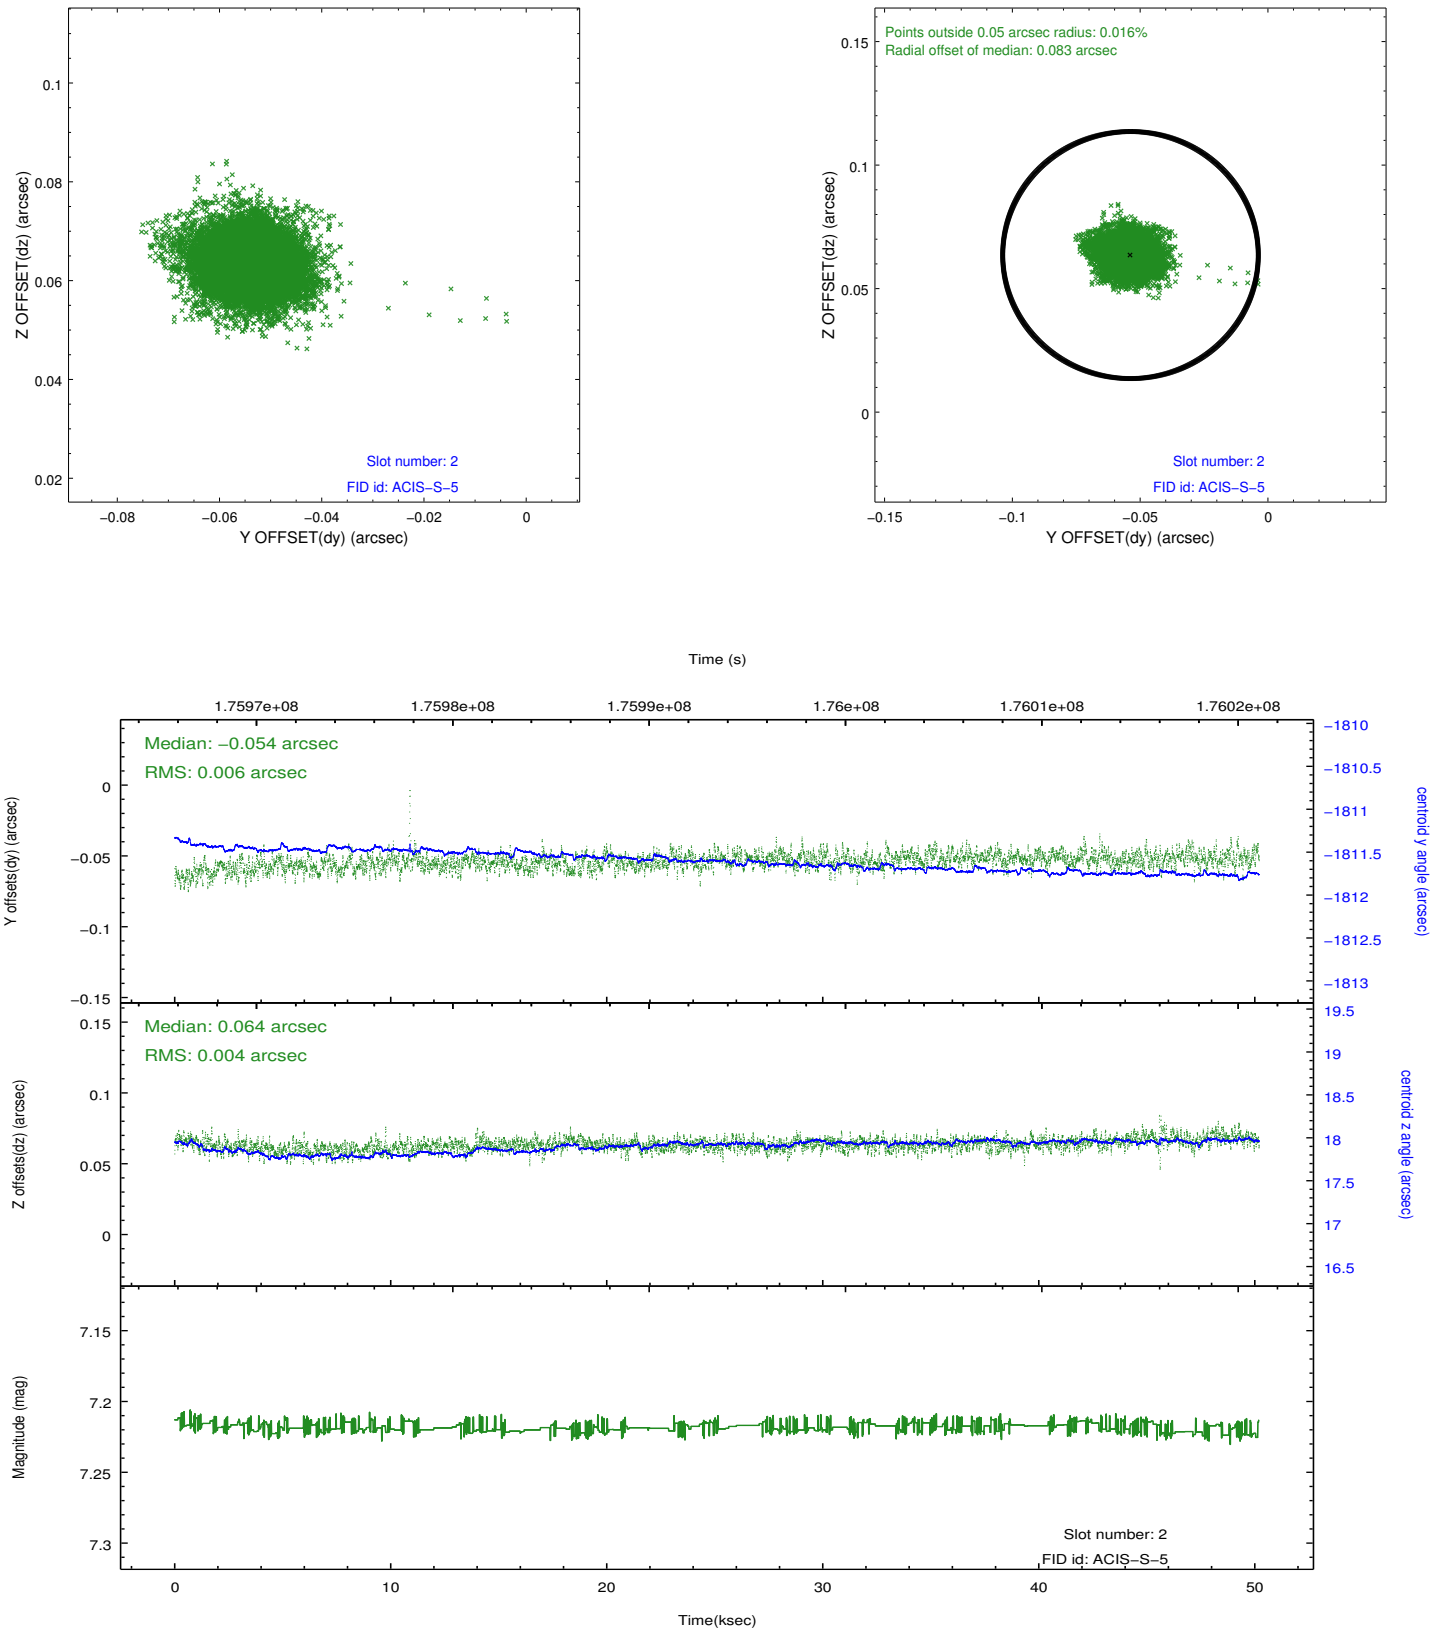 0.1
0.08
0.06
0.04
0.02
Z OFFSET(dz) (arcsec)
Slot number: 2
FID id: ACIS−S−5
−0.08 −0.06 −0.04 −0.02 0
Y OFFSET(dy) (arcsec)
Points outside 0.05 arcsec radius: 0.016%
Radial offset of median: 0.083 arcsec
0.15
0.1
0.05
0
Z OFFSET(dz) (arcsec)
Slot number: 2
FID id: ACIS−S−5
−0.15 −0.1 −0.05 0
Y OFFSET(dy) (arcsec)
Time (s)
1.7597e+08 1.7598e+08 1.7599e+08 1.76e+08 1.7601e+08 1.7602e+08
Median: −0.054 arcsec
RMS: 0.006 arcsec
0
−0.05
−0.1
−0.15
Y offsets(dy) (arcsec)
−1810
−1810.5
−1811
−1811.5
−1812
−1812.5
−1813
centroid y angle (arcsec)
Median: 0.064 arcsec
RMS: 0.004 arcsec
0.15
0.1
0.05
0
Z offsets(dz) (arcsec)
19.5
19
18.5
18
17.5
17
16.5
centroid z angle (arcsec)
7.15
7.2
7.25
7.3
Magnitude (mag)
Slot number: 2
FID id: ACIS−S−5
0 10 20 30 40 50
Time(ksec)